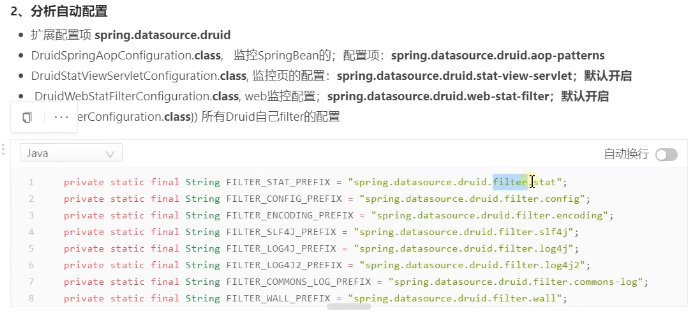 2、分析自动配置
扩展配置项 spring.datasource.druid
DruidSpringAopConfiguration.class, 监控SpringBean的；配置项：spring.datasource.druid.aop-patterns
DruidStatViewServletConfiguration.class, 监控页的配置：spring.datasource.druid.stat-view-servlet；默认开启
DruidWebStatFilterConfiguration.class, web监控配置；spring.datasource.druid.web-stat-filter；默认开启
erConfiguration.class}) 所有Druid自己filter的配置
Java 自动换行
1 private static final String FILTER_STAT_PREFIX = "spring.datasource.druid.filter.stat";
2 private static final String FILTER_CONFIG_PREFIX = "spring.datasource.druid.filter.config";
3 private static final String FILTER_ENCODING_PREFIX = "spring.datasource.druid.filter.encoding";
4 private static final String FILTER_SLF4J_PREFIX = "spring.datasource.druid.filter.slf4j";
5 private static final String FILTER_LOG4J_PREFIX = "spring.datasource.druid.filter.log4j";
6 private static final String FILTER_LOG4J2_PREFIX = "spring.datasource.druid.filter.log4j2";
7 private static final String FILTER_COMMONS_LOG_PREFIX = "spring.datasource.druid.filter.commons-log";
8 private static final String FILTER_WALL_PREFIX = "spring.datasource.druid.filter.wall";